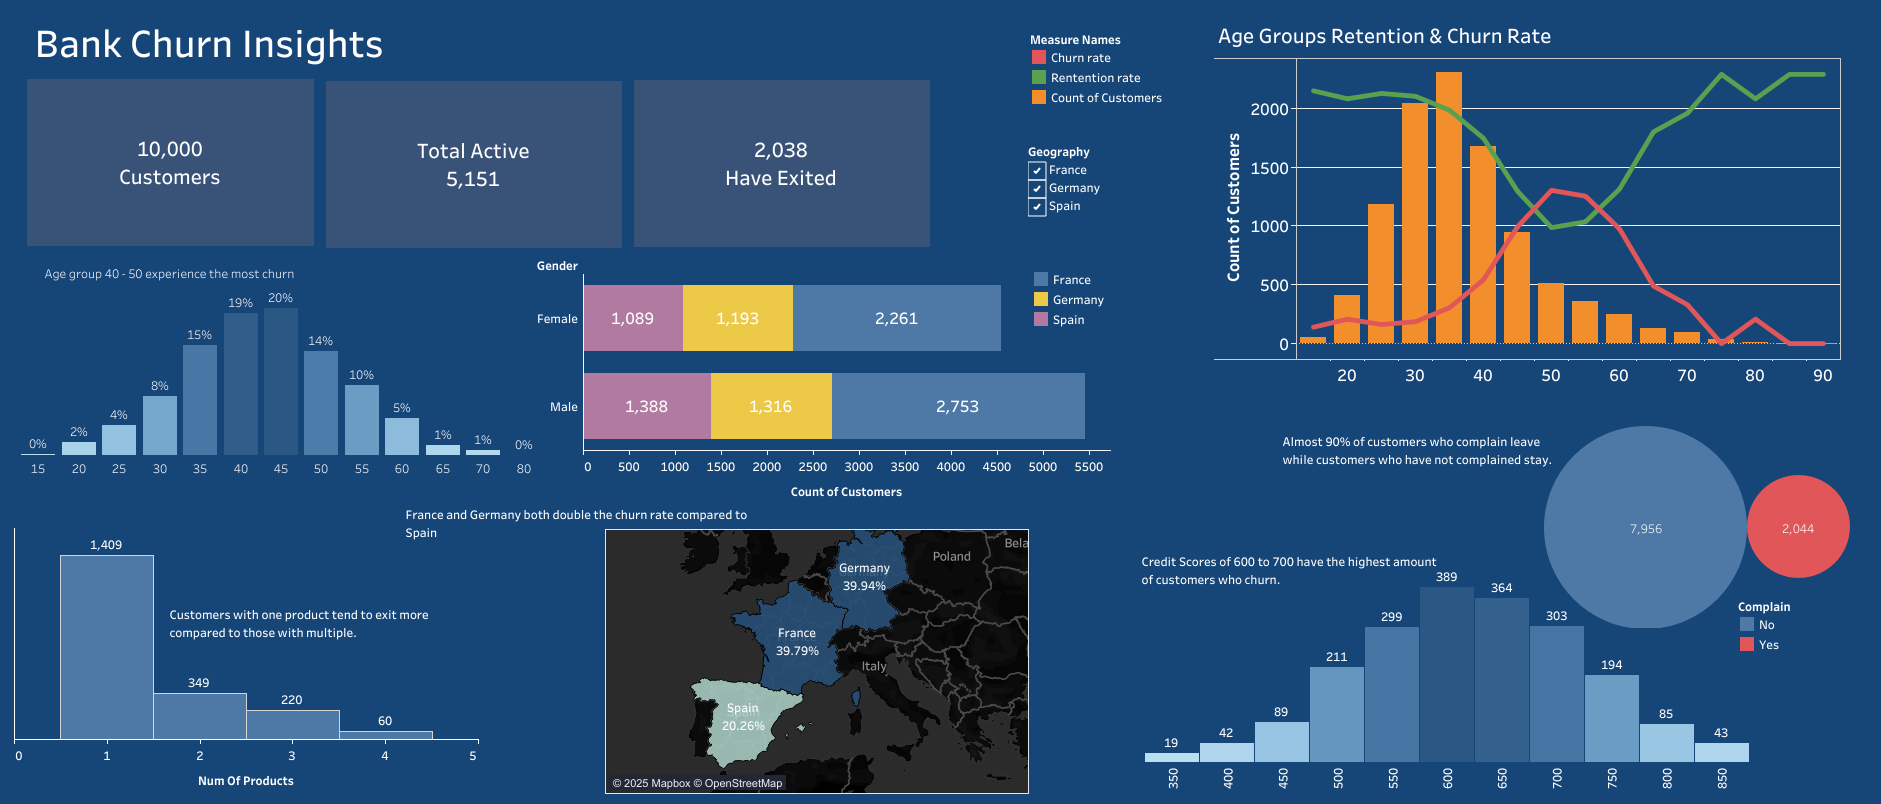 Bank Churn Insights
10,000
Customers
Total Active
5,151
2,038
Have Exited
Measure Names
Churn rate
Rentention rate
Count of Customers
Geography
France
Germany
Spain
Age Groups Retention & Churn Rate
Count of Customers
2000
1500
1000
500
0
20 30 40 50 60 70 80 90
Age group 40 - 50 experience the most churn
0% 2% 4% 8% 15% 19% 20% 14% 10% 5% 1% 1% 0%
15 20 25 30 35 40 45 50 55 60 65 70 80
Gender
Female 1,089 1,193 2,261
Male 1,388 1,316 2,753
0 500 1000 1500 2000 2500 3000 3500 4000 4500 5000 5500
Count of Customers
France
Germany
Spain
Almost 90% of customers who complain leave
while customers who have not complained stay.
7,956 2,044
Complain
No
Yes
1,409 349 220 60
Customers with one product tend to exit more
compared to those with multiple.
0 1 2 3 4 5
Num Of Products
France and Germany both double the churn rate compared to
Spain
Poland
Bela
Germany
39.94%
France
39.79%
Italy
Spain
20.26%
© 2025 Mapbox © OpenStreetMap
Credit Scores of 600 to 700 have the highest amount
of customers who churn.
19 42 89 211 299 389 364 303 194 85 43
350 400 450 500 550 600 650 700 750 800 850